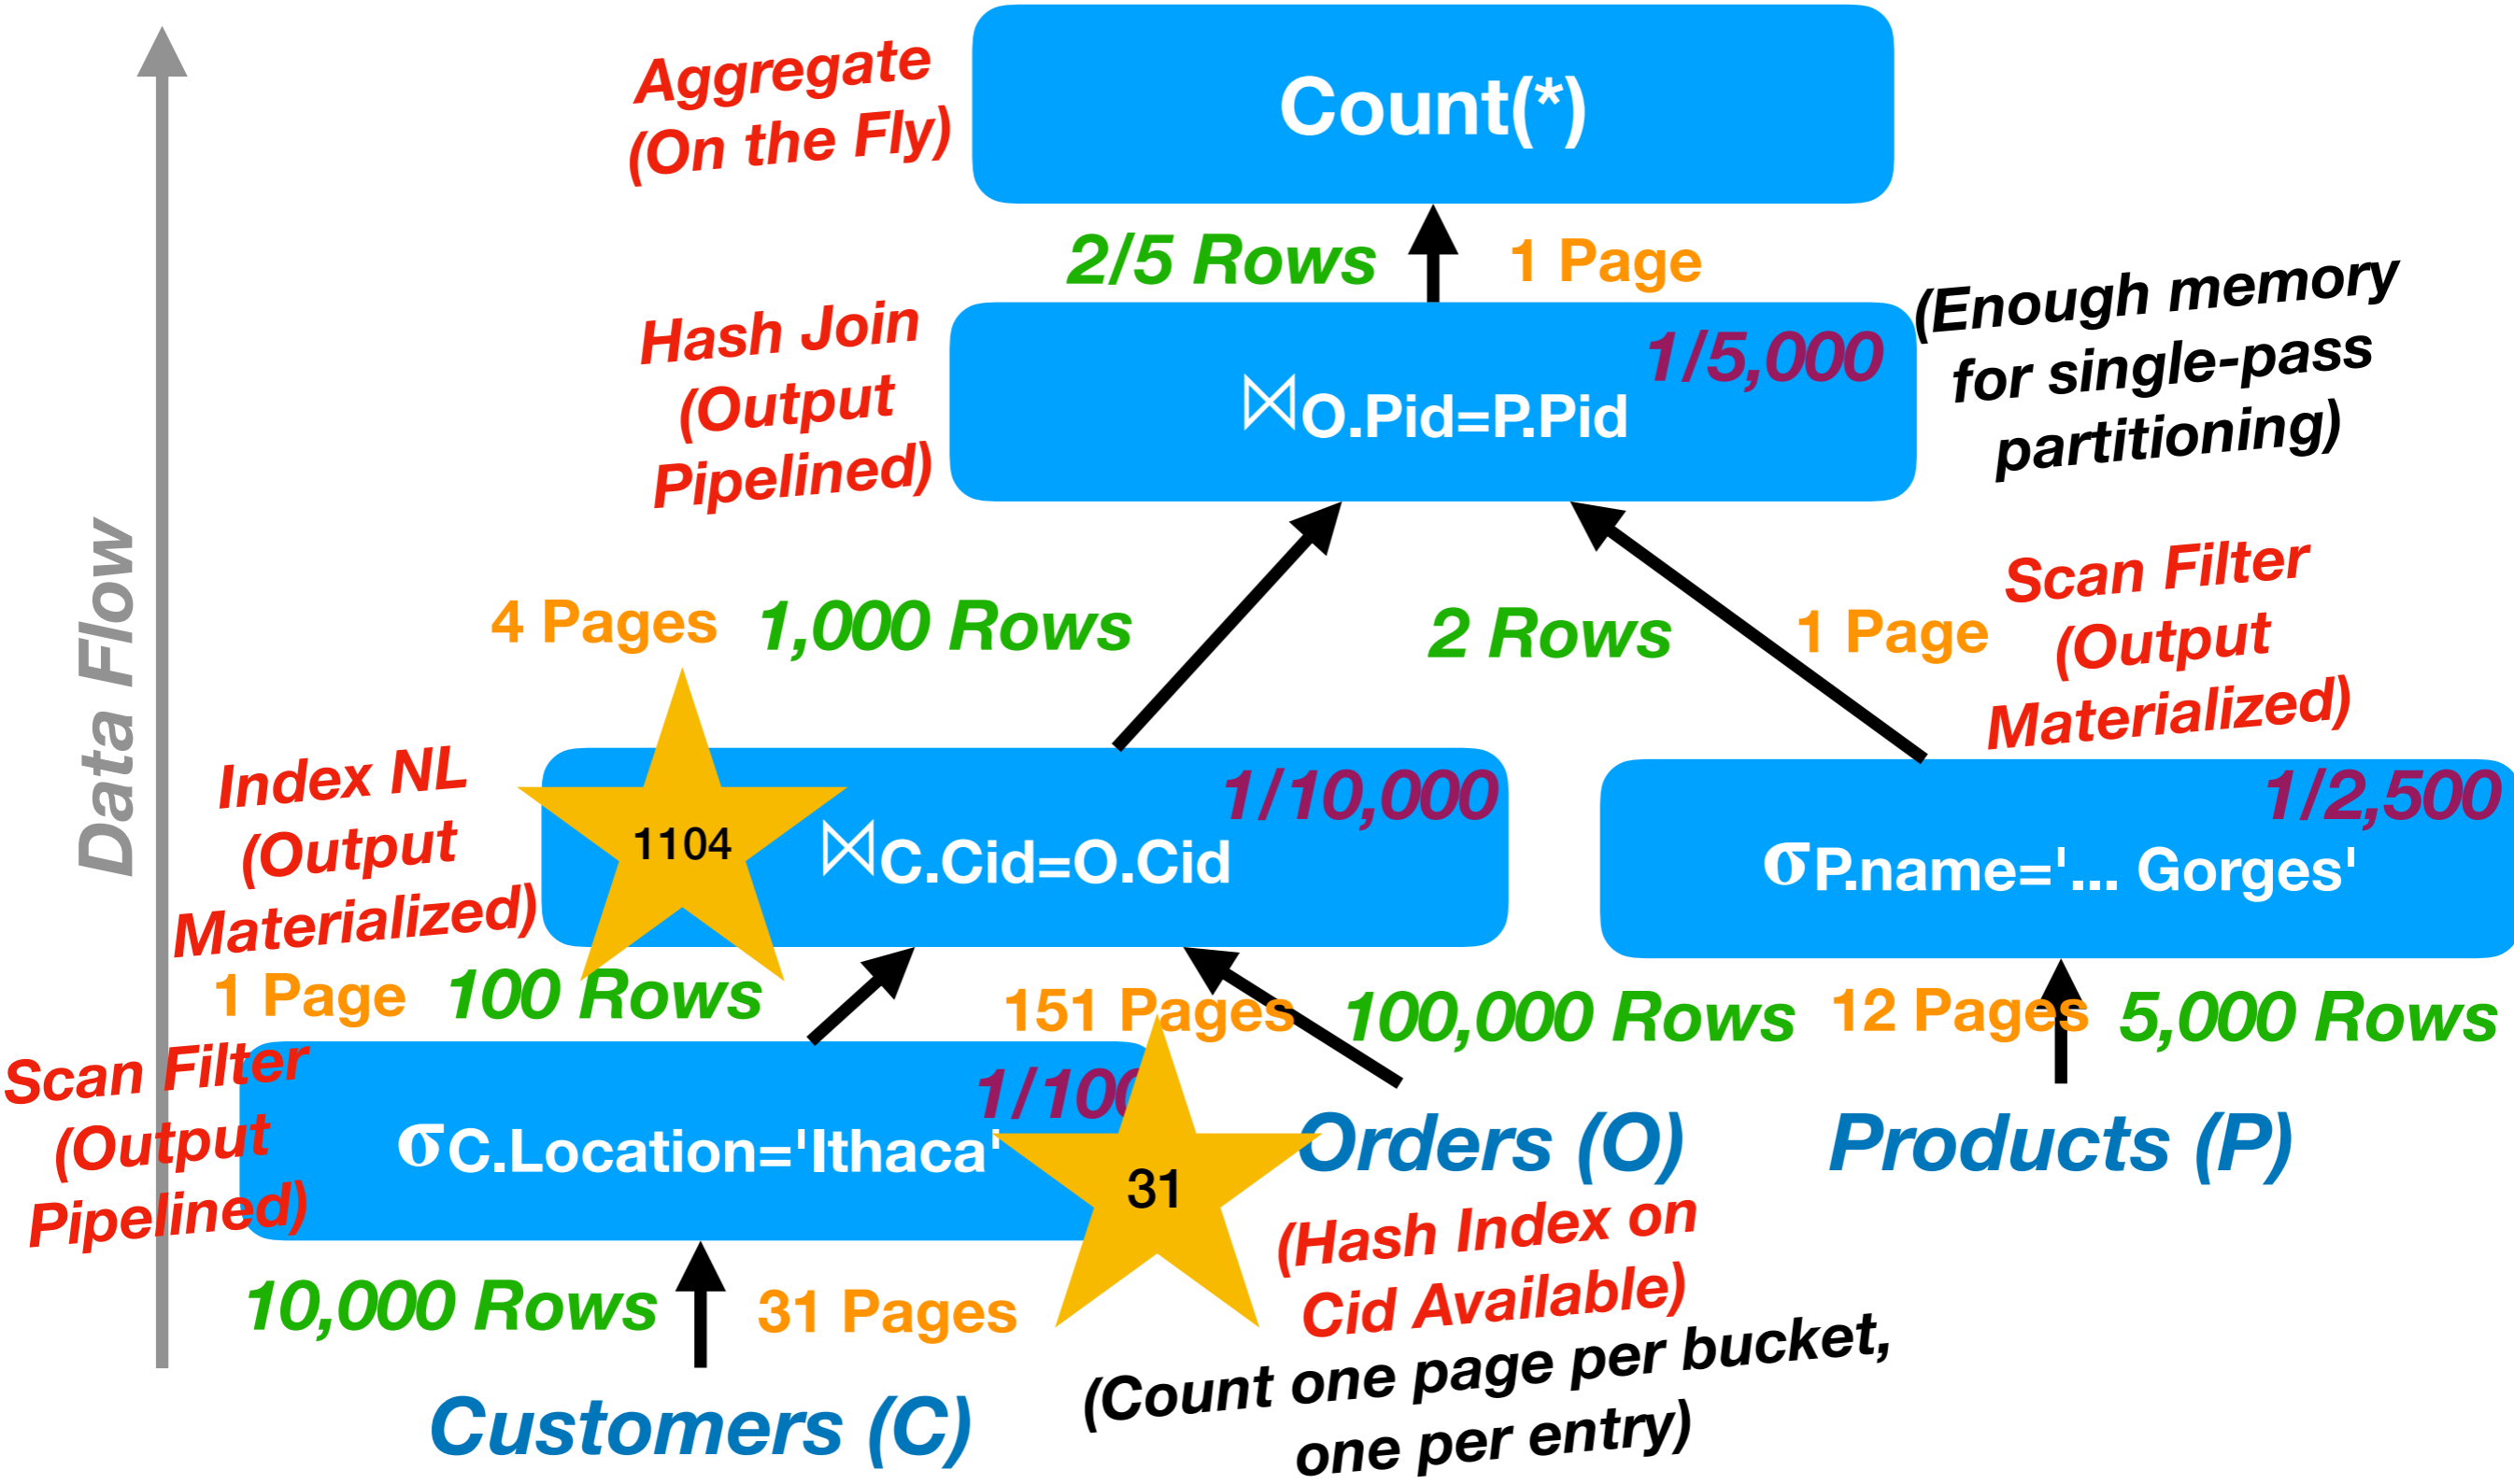 Aggregate
(On the Fly)
Count(*)
2/5 Rows
1 Page
Hash Join
(Output
Pipelined)
1/5,000
⋈O.Pid=P.Pid
(Enough memory
for single-pass
partitioning)
Data Flow
4 Pages
1,000 Rows
2 Rows
1 Page
Scan Filter
(Output
Materialized)
Index NL
(Output
Materialized)
1104
1/10,000
⋈C.Cid=O.Cid
1/2,500
σP.name='... Gorges'
1 Page
100 Rows
151 Pages
100,000 Rows
12 Pages
5,000 Rows
Scan Filter
(Output
Pipelined)
1/100
σC.Location='Ithaca'
31
Orders (O)
Products (P)
(Hash Index on
Cid Available)
(Count one page per bucket,
one per entry)
10,000 Rows
31 Pages
Customers (C)